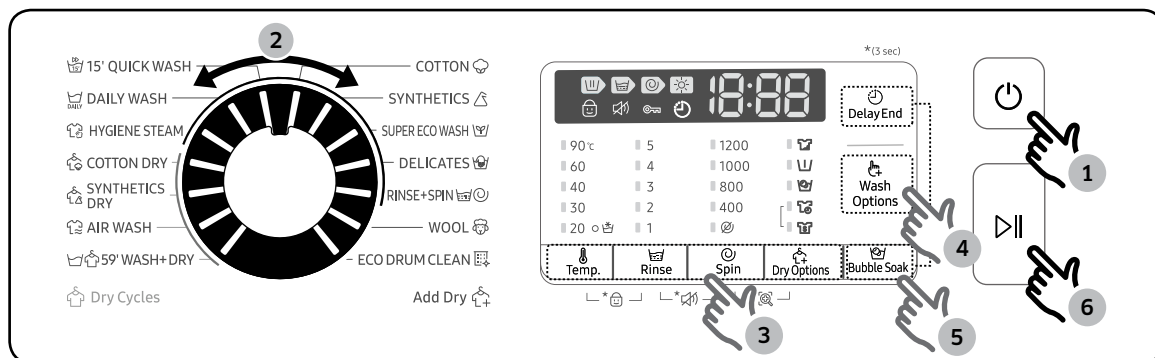 2
15' QUICK WASH
DAILY WASH
DAILY
HYGIENE STEAM
COTTON DRY
SYNTHETICS
DRY
AIR WASH
59' WASH+DRY
Dry Cycles
COTTON
SYNTHETICS
SUPER ECO WASH
DELICATES
RINSE+SPIN
WOOL
ECO DRUM CLEAN
Add Dry
*(3 sec)
18:88
90℃ 5 1200
60 4 1000
40 3 800
30 2 400
20 1
Delay End
Wash
Options
Temp. Rinse Spin Dry Options Bubble Soak
*
*
1
4
3
5
6